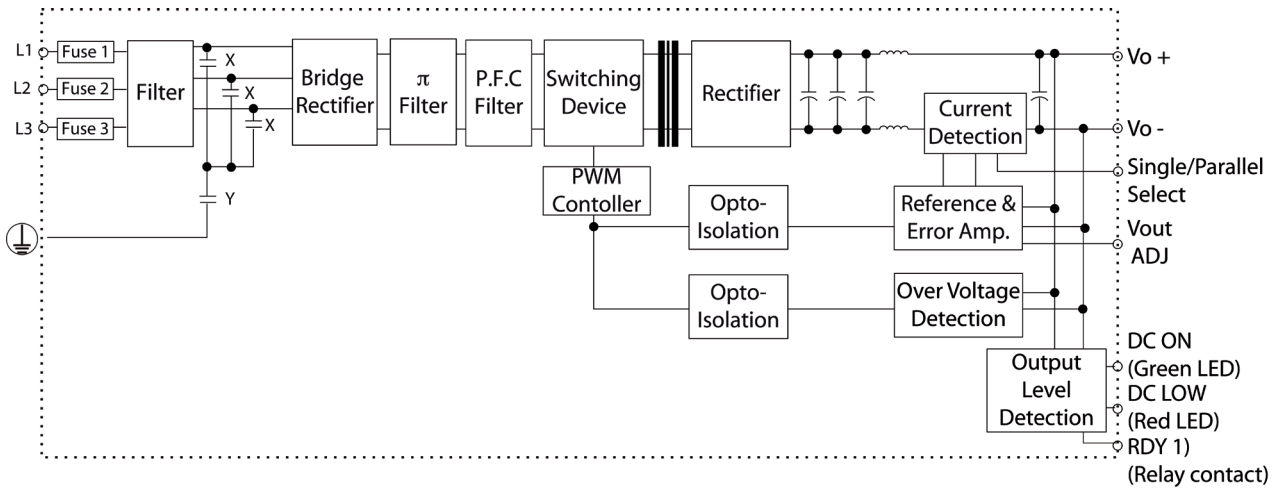 L1
Fuse 1
L2
Fuse 2
L3
Fuse 3
Filter
X
X
X
Y
Bridge
Rectifier
π
Filter
P.F.C
Filter
Switching
Device
Rectifier
PWM
Contoller
Opto-
Isolation
Opto-
Isolation
Current
Detection
Reference &
Error Amp.
Over Voltage
Detection
Output
Level
Detection
Vo +
Vo -
Single/Parallel
Select
Vout
ADJ
DC ON
(Green LED)
DC LOW
(Red LED)
RDY 1)
(Relay contact)